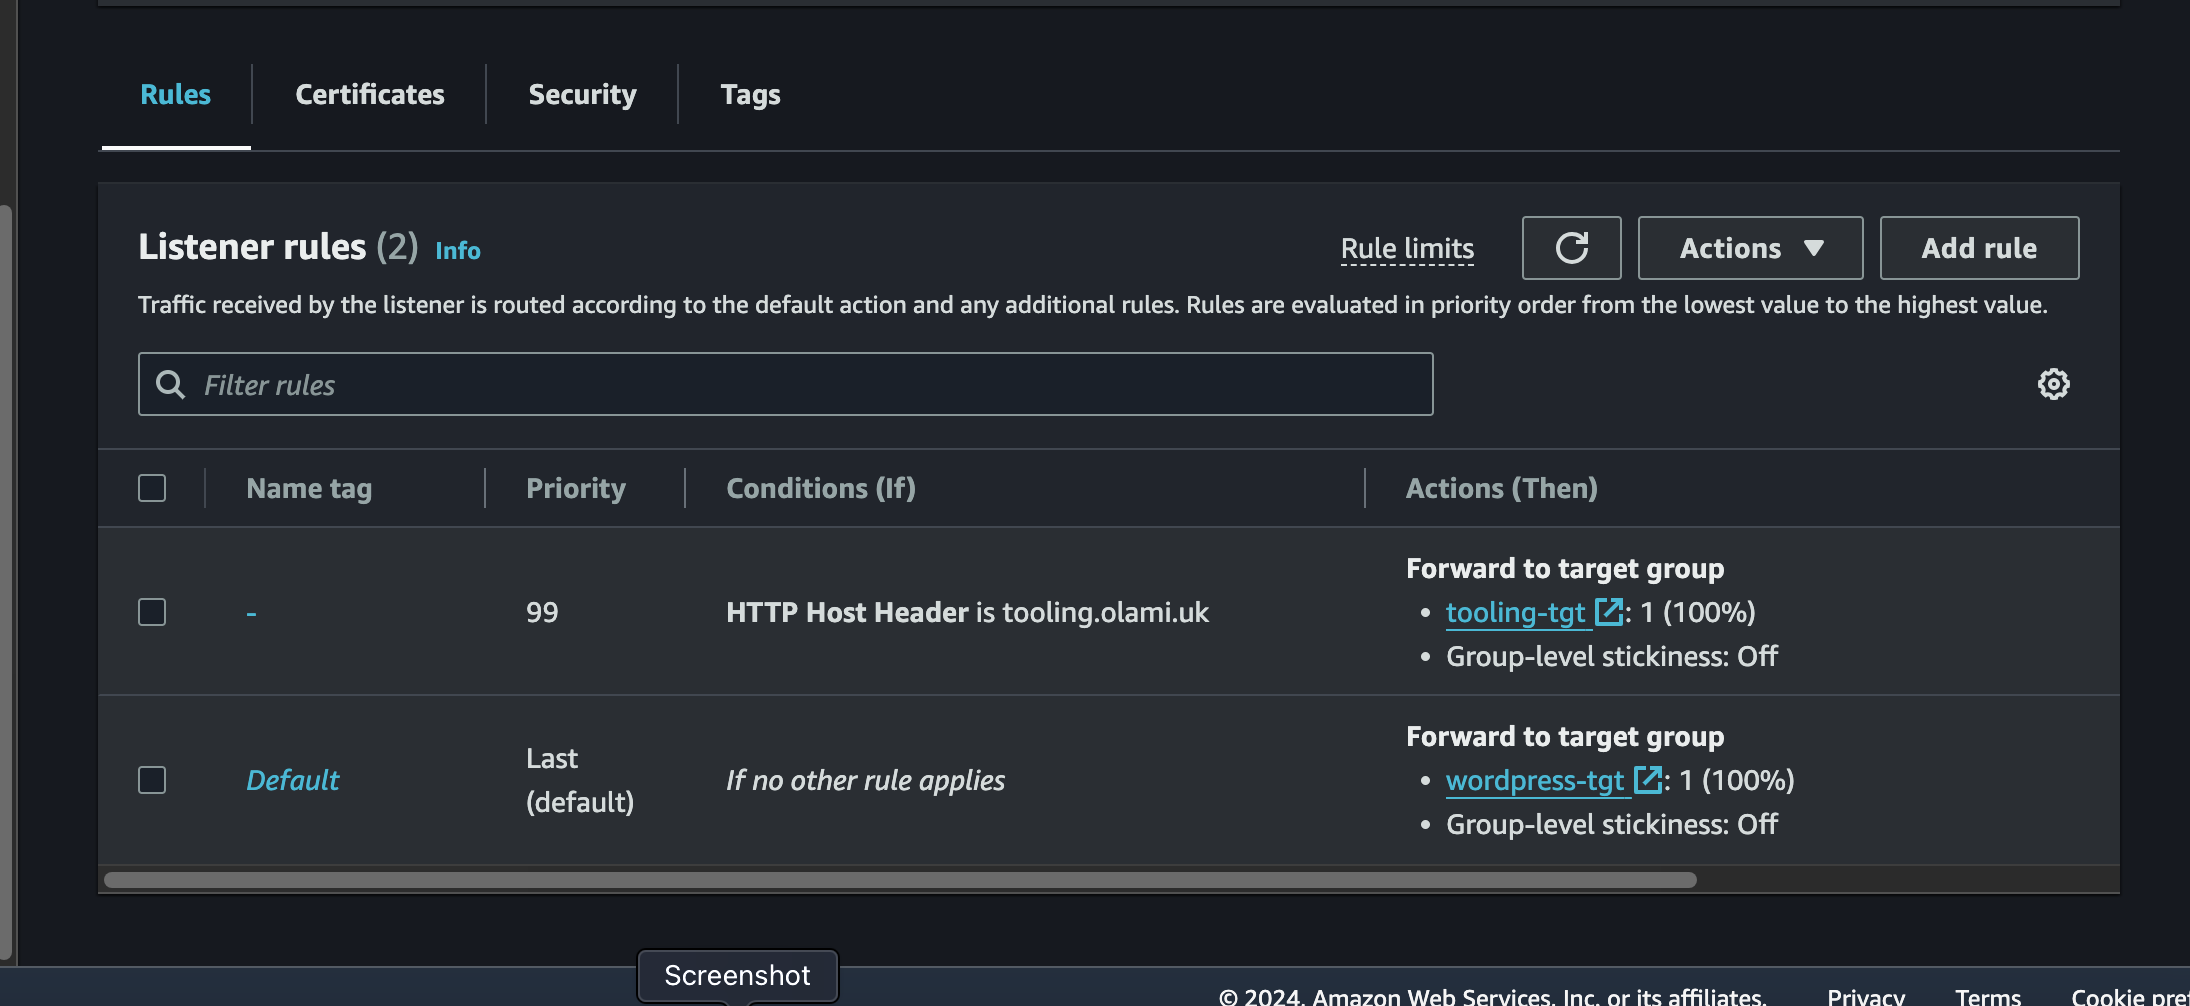 Rules
Certificates
Security
Tags
Listener rules (2) Info
Rule limits
Actions
Add rule
Traffic received by the listener is routed according to the default action and any additional rules. Rules are evaluated in priority order from the lowest value to the highest value.
Filter rules
Name tag
Priority
Conditions (If)
Actions (Then)
-
99
HTTP Host Header is tooling.olami.uk
Forward to target group
• tooling-tgt : 1 (100%)
• Group-level stickiness: Off
Default
Last
(default)
If no other rule applies
Forward to target group
• wordpress-tgt : 1 (100%)
• Group-level stickiness: Off
Screenshot
© 2024, Amazon Web Services, Inc. or its affiliates.
Privacy
Terms
Cookie pre